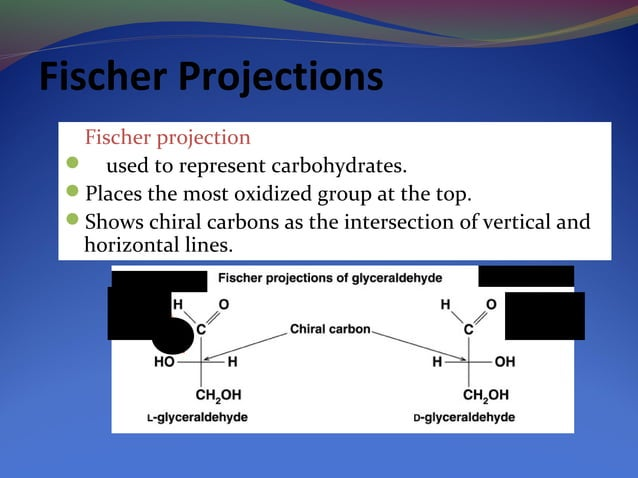 Fischer Projections
Fischer projection
used to represent carbohydrates.
Places the most oxidized group at the top.
Shows chiral carbons as the intersection of vertical and
horizontal lines.
Fischer projections of glyceraldehyde
H O H O
C Chiral carbon C
HO H H OH
CH₂OH CH₂OH
L-glyceraldehyde D-glyceraldehyde